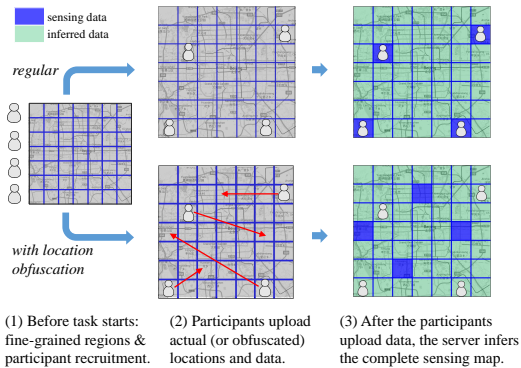 sensing data
inferred data
regular
with location
obfuscation
(1) Before task starts:
fine-grained regions &
participant recruitment.
(2) Participants upload
actual (or obfuscated)
locations and data.
(3) After the participants
upload data, the server infers
the complete sensing map.